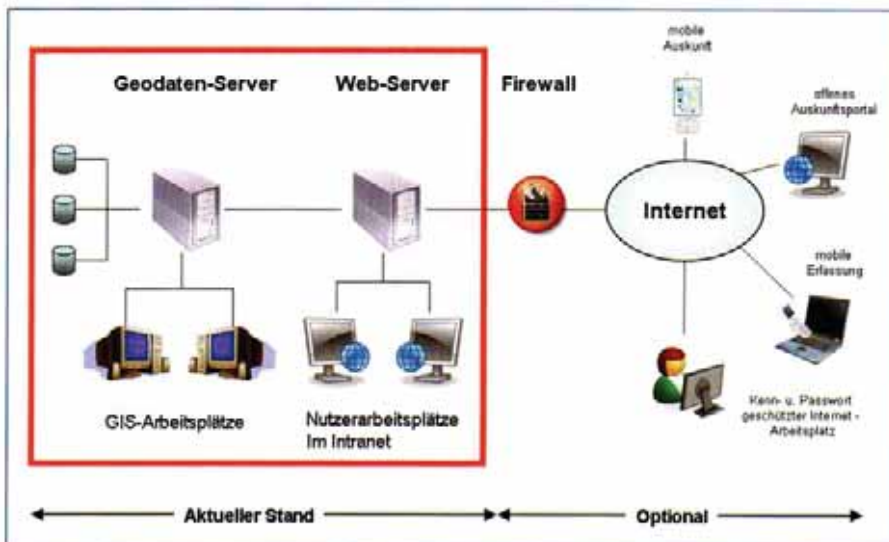 mobile
Auskunft
Geodaten-Server
Web-Server
Firewall
offenes
Auskunftsportal
Internet
mobile
Erfassung
GIS-Arbeitsplätze
Nutzerarbeitsplätze
Im Intranet
Kenn- u. Passwort
geschützter Internet -
Arbeitsplatz
Aktueller Stand
Optional